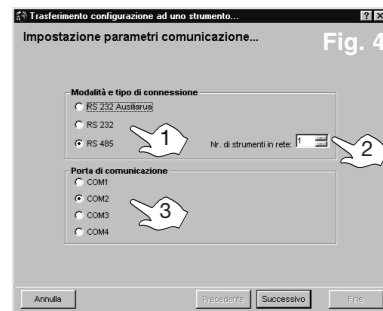 Trasferimento configurazione ad uno strumento...
Impostazione parametri comunicazione...
Fig. 4
Modalità e tipo di connessione
RS 232 Ausiliarua
RS 232
RS 485
1
Nr. di strumenti in rete: 1
2
Porta di comunicazione
COM1
COM2
COM3
COM4
3
Annulla
Precedente
Successivo
Fine